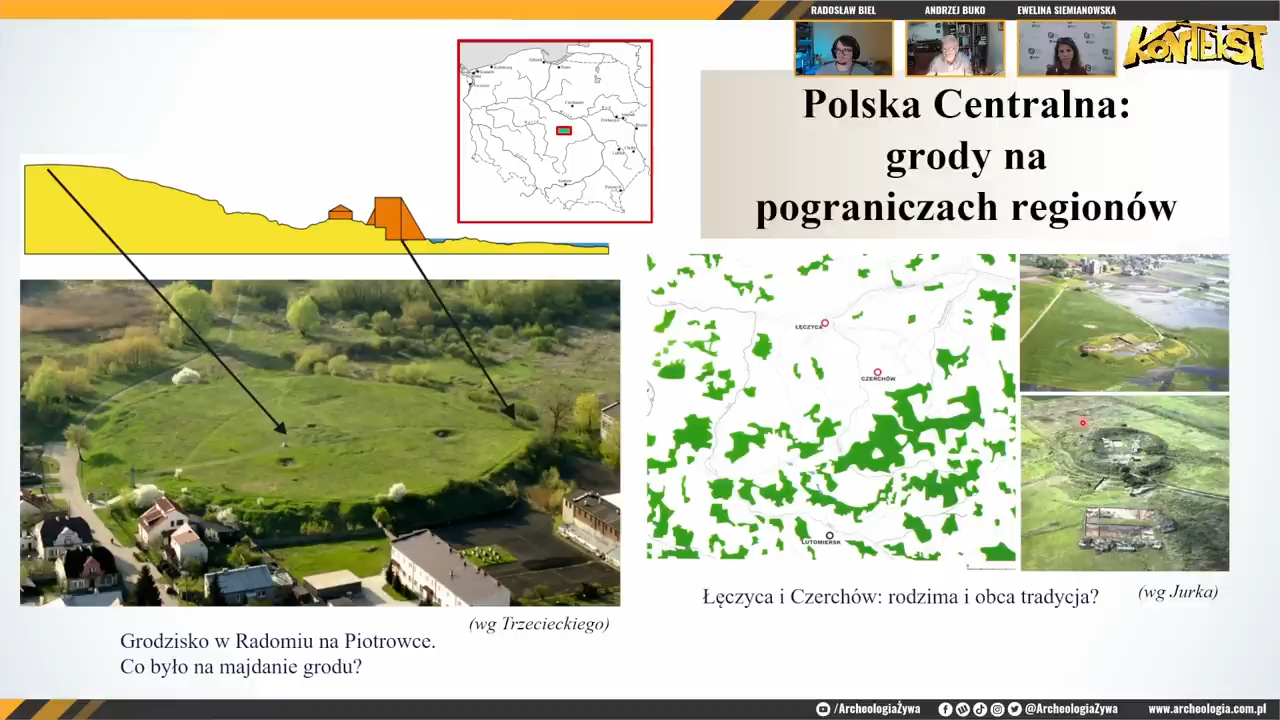 RADOSŁAW BIEL
ANDRZEJ BUKO
EWELINA SIEMIANOWSKA
KONTEKST
Polska Centralna:
grody na
pograniczach regionów
ŁĘCZYCA
CZERCHÓW
LUTOMIERSK
Łęczyca i Czerchów: rodzima i obca tradycja?
(wg Jurka)
(wg Trzecieckiego)
Grodzisko w Radomiu na Piotrowce.
Co było na majdanie grodu?
/ArcheologiaŻywa
@ArcheologiaZywa
www.archeologia.com.pl